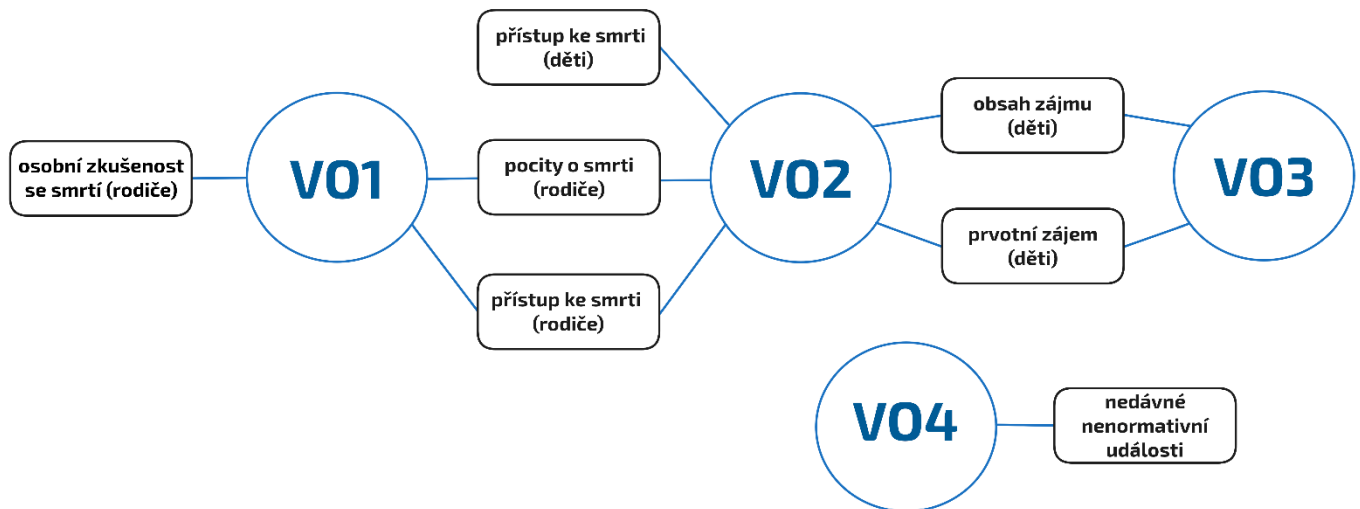 přístup ke smrti
(děti)
obsah zájmu
(děti)
osobní zkušenost
se smrtí (rodiče)
VO1
pocity o smrti
(rodiče)
VO2
VO3
prvotní zájem
(děti)
přístup ke smrti
(rodiče)
VO4
nedávné
nenormativní
události